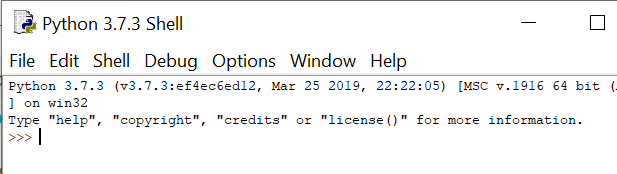 Python 3.7.3 Shell
File Edit Shell Debug Options Window Help
Python 3.7.3 (v3.7.3:ef4ec6ed12, Mar 25 2019, 22:22:05) [MSC v.1916 64 bit (
] on win32
Type "help", "copyright", "credits" or "license()" for more information.
>>>